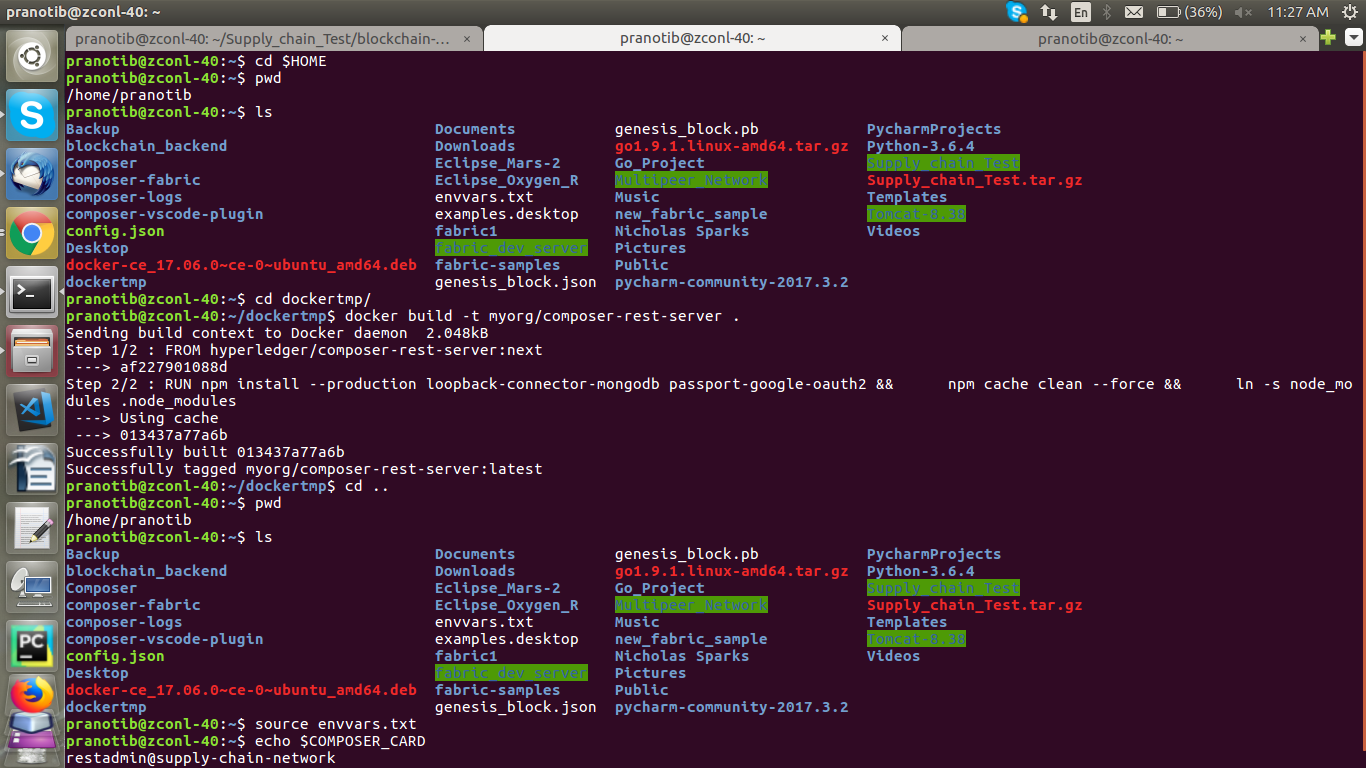 pranotib@zconl-40: ~
En
(36%)
11:27 AM
pranotib@zconl-40: ~/Supply_chain_Test/blockchain-... ×
pranotib@zconl-40: ~ ×
pranotib@zconl-40: ~ ×
pranotib@zconl-40:~$ cd $HOME
pranotib@zconl-40:~$ pwd
/home/pranotib
pranotib@zconl-40:~$ ls
Backup Documents genesis_block.pb PycharmProjects
blockchain_backend Downloads go1.9.1.linux-amd64.tar.gz Python-3.6.4
Composer Eclipse_Mars-2 Go_Project Supply_chain_Test
composer-fabric Eclipse_Oxygen_R Multipeer_Network Supply_chain_Test.tar.gz
composer-logs envvars.txt Music Templates
composer-vscode-plugin examples.desktop new_fabric_sample Tomcat-8.38
config.json fabric1 Nicholas Sparks Videos
Desktop fabric_dev_server Pictures
docker-ce_17.06.0~ce-0~ubuntu_amd64.deb fabric-samples Public
dockertmp genesis_block.json pycharm-community-2017.3.2
pranotib@zconl-40:~$ cd dockertmp/
pranotib@zconl-40:~/dockertmp$ docker build -t myorg/composer-rest-server .
Sending build context to Docker daemon  2.048kB
Step 1/2 : FROM hyperledger/composer-rest-server:next
 ---> af227901088d
Step 2/2 : RUN npm install --production loopback-connector-mongodb passport-google-oauth2 &&      npm cache clean --force &&      ln -s node_mo
dules .node_modules
 ---> Using cache
 ---> 013437a77a6b
Successfully built 013437a77a6b
Successfully tagged myorg/composer-rest-server:latest
pranotib@zconl-40:~/dockertmp$ cd ..
pranotib@zconl-40:~$ pwd
/home/pranotib
pranotib@zconl-40:~$ ls
Backup Documents genesis_block.pb PycharmProjects
blockchain_backend Downloads go1.9.1.linux-amd64.tar.gz Python-3.6.4
Composer Eclipse_Mars-2 Go_Project Supply_chain_Test
composer-fabric Eclipse_Oxygen_R Multipeer_Network Supply_chain_Test.tar.gz
composer-logs envvars.txt Music Templates
composer-vscode-plugin examples.desktop new_fabric_sample Tomcat-8.38
config.json fabric1 Nicholas Sparks Videos
Desktop fabric_dev_server Pictures
docker-ce_17.06.0~ce-0~ubuntu_amd64.deb fabric-samples Public
dockertmp genesis_block.json pycharm-community-2017.3.2
pranotib@zconl-40:~$ source envvars.txt
pranotib@zconl-40:~$ echo $COMPOSER_CARD
restadmin@supply-chain-network
S
PC